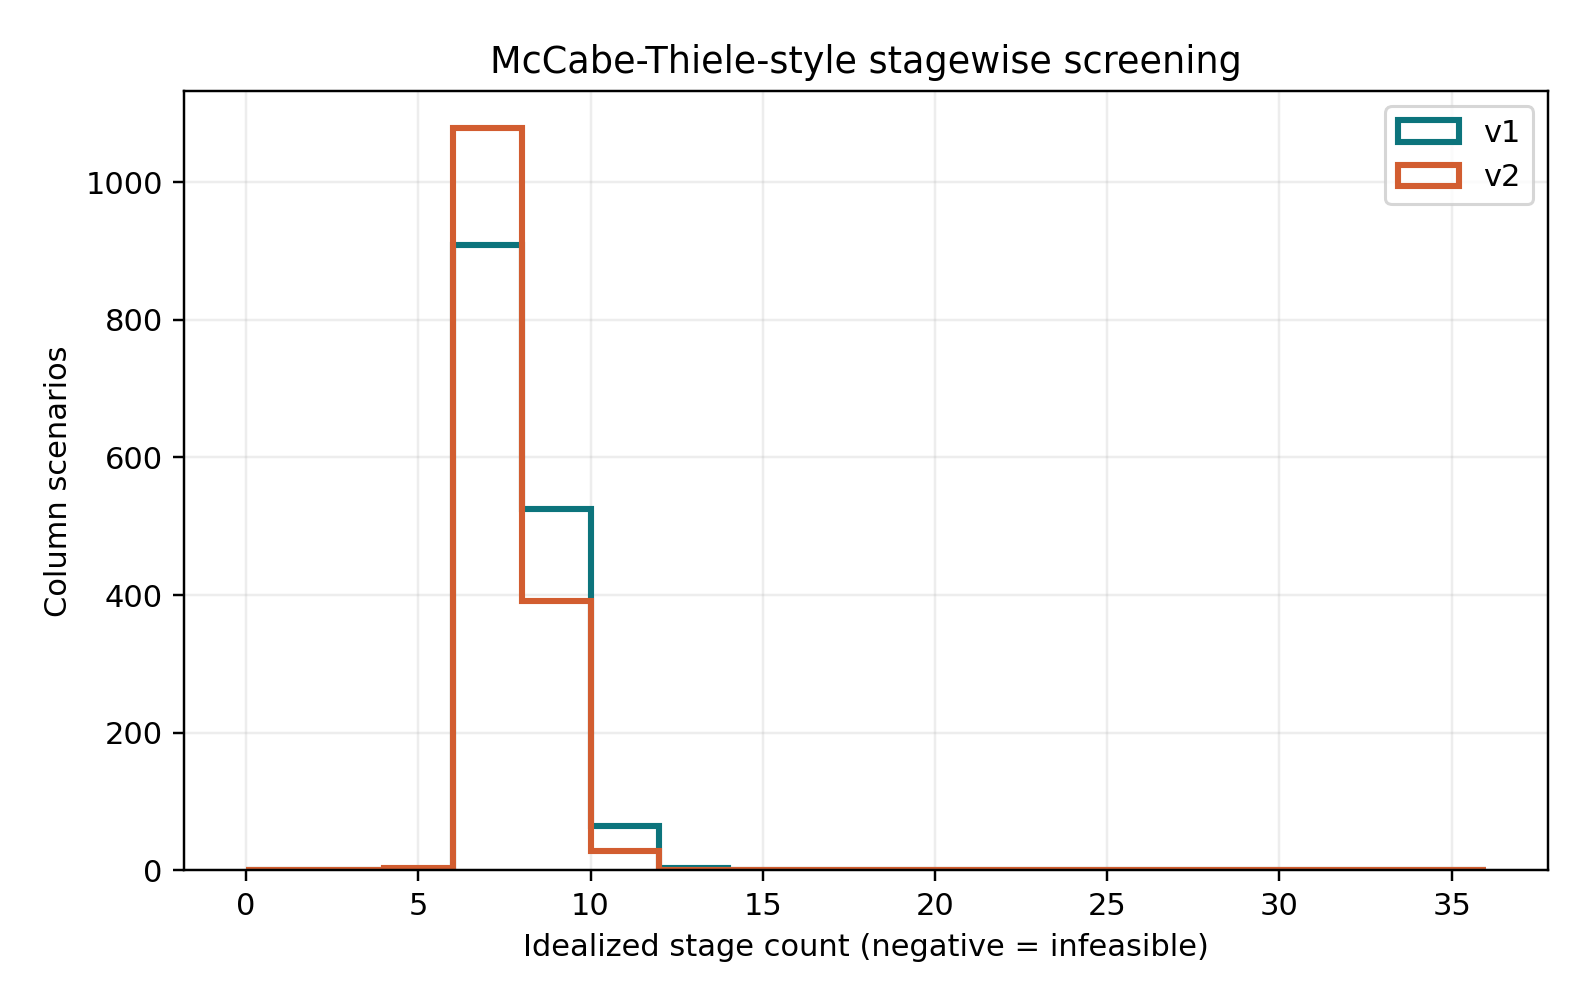 McCabe-Thiele-style stagewise screening
v1
v2
Column scenarios
1000
800
600
400
200
0
0 5 10 15 20 25 30 35
Idealized stage count (negative = infeasible)